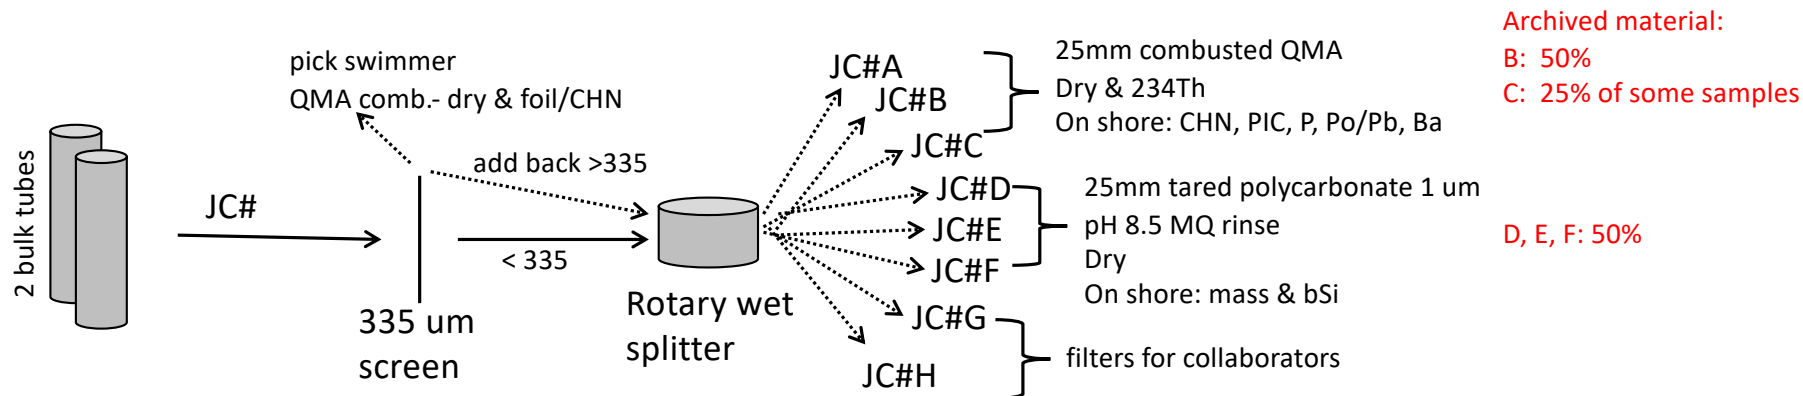 2 bulk tubes
JC#
pick swimmer
QMA comb.- dry & foil/CHN
add back >335
< 335
335 um
screen
Rotary wet
splitter
JC#A
JC#B
JC#C
JC#D
JC#E
JC#F
JC#G
JC#H
25mm combusted QMA
Dry & 234Th
On shore: CHN, PIC, P, Po/Pb, Ba
25mm tared polycarbonate 1 um
pH 8.5 MQ rinse
Dry
On shore: mass & bSi
filters for collaborators
Archived material:
B:  50%
C:  25% of some samples
D, E, F: 50%